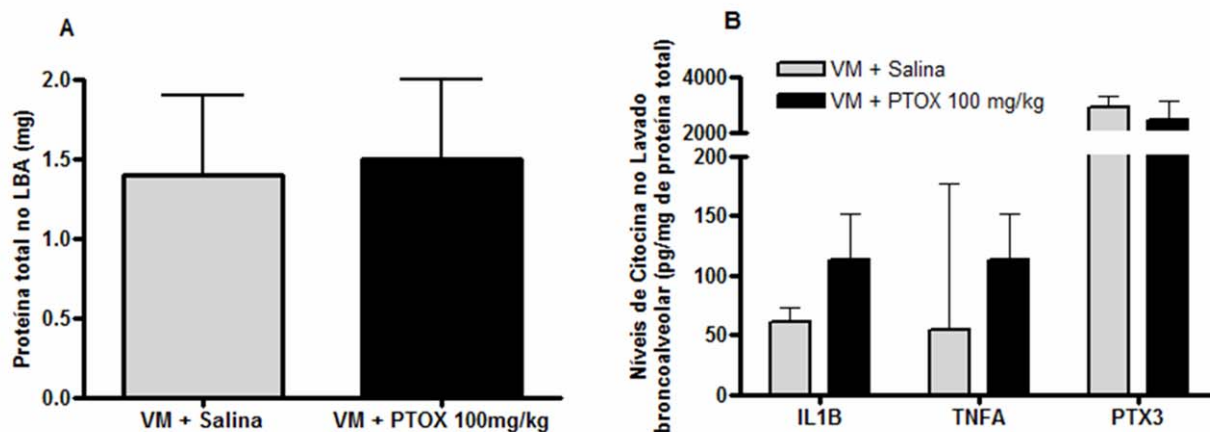 A
Proteína total no LBA (mg)
2.0
1.5
1.0
0.5
0.0
VM + Salina
VM + PTOX 100mg/kg
B
Níveis de Citocina no Lavado
broncoalveolar (pg/mg de proteína total)
VM + Salina
VM + PTOX 100 mg/kg
4000
2000
200
150
100
50
0
IL1B
TNFA
PTX3